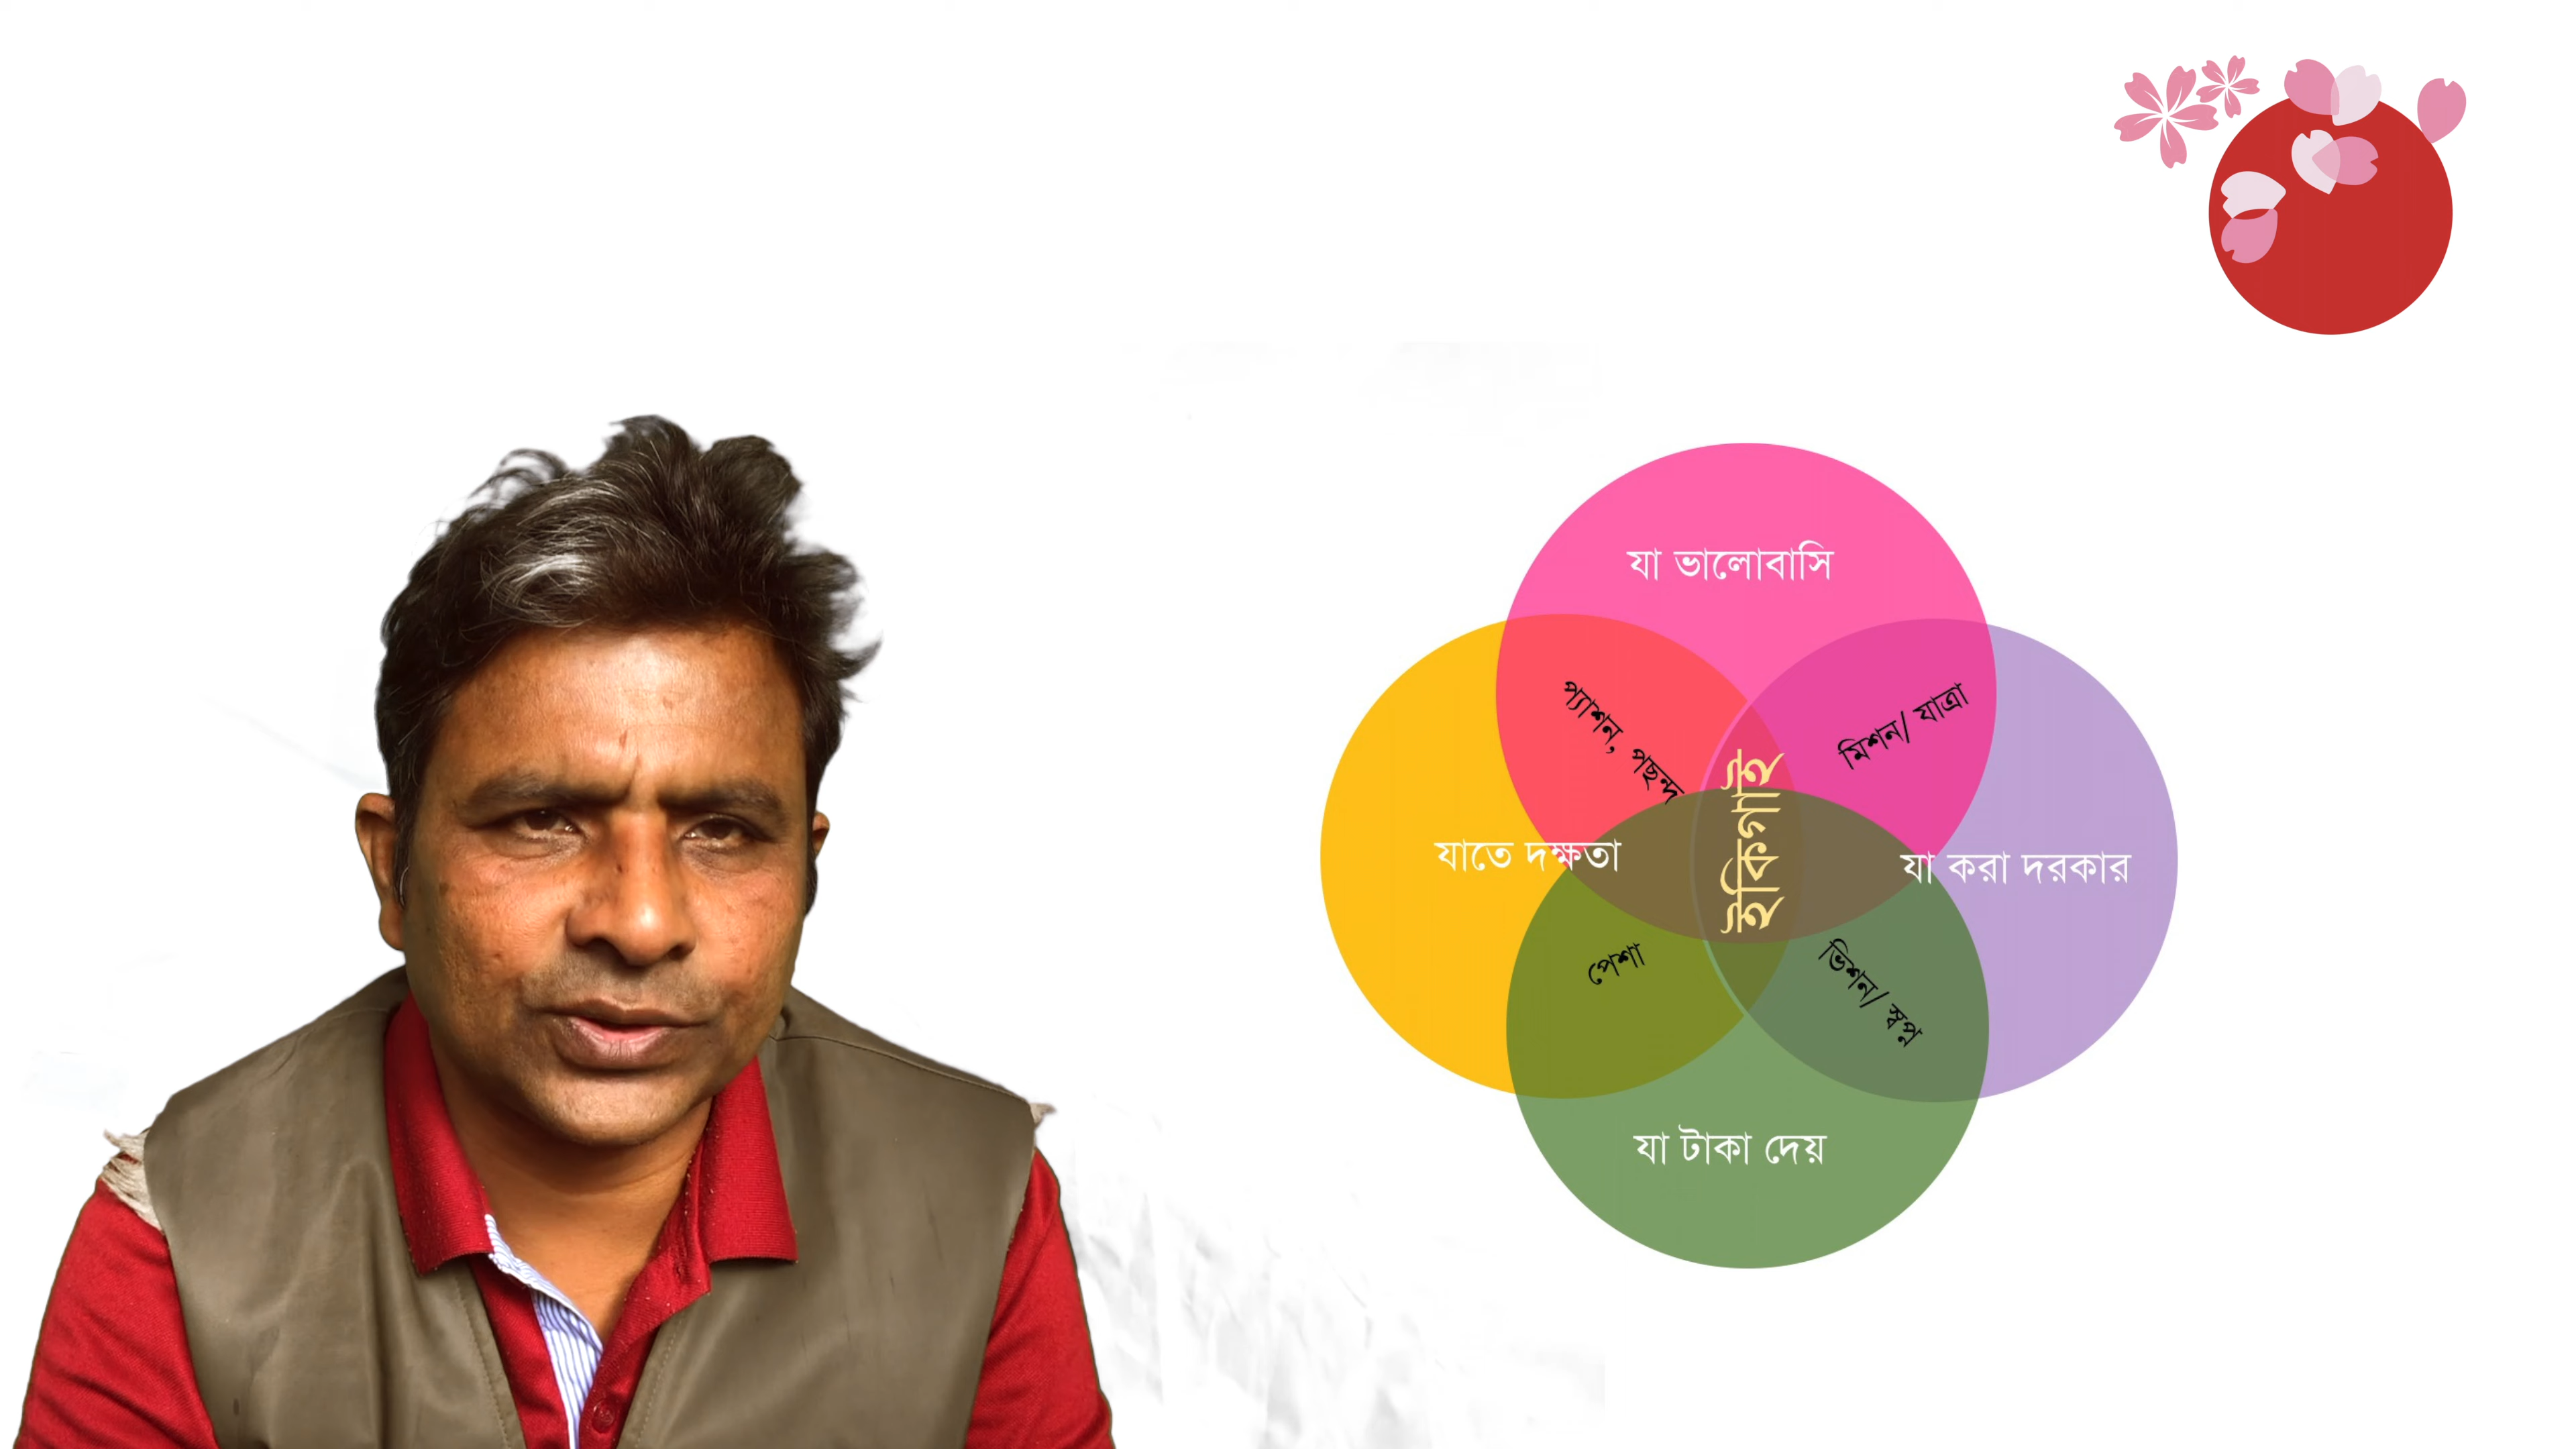 যা ভালোবাসি
প্যাশন, পছন্দ
মিশন/ যাত্রা
ইকিগাই
যাতে দক্ষতা
যা করা দরকার
পেশা
ভিশন/ স্বপ্ন
যা টাকা দেয়